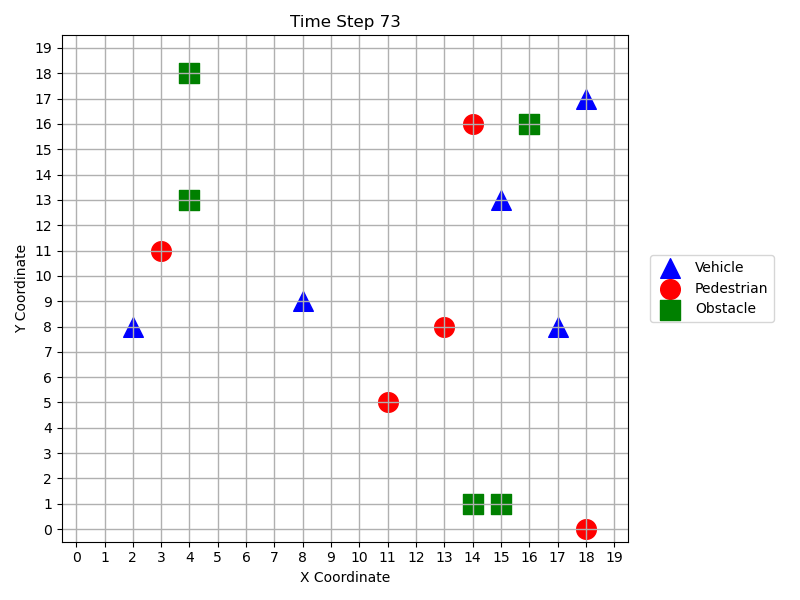 Time Step 73
Y Coordinate
19
18
17
16
15
14
13
12
11
10
9
8
7
6
5
4
3
2
1
0
0 1 2 3 4 5 6 7 8 9 10 11 12 13 14 15 16 17 18 19
X Coordinate
Vehicle
Pedestrian
Obstacle